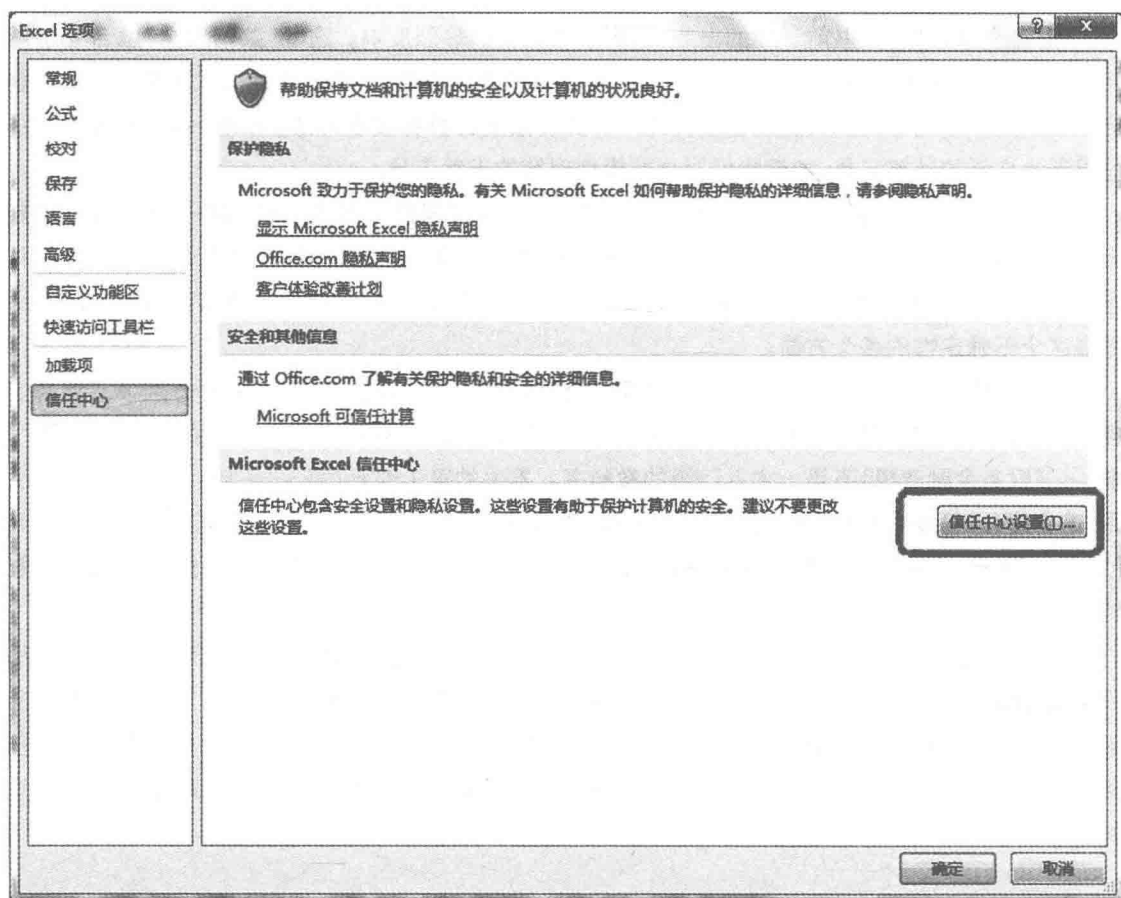 Excel 选项
常规
公式
校对
保存
语言
高级
自定义功能区
快速访问工具栏
加载项
信任中心
帮助保持文档和计算机的安全以及计算机的状况良好。
保护隐私
Microsoft 致力于保护您的隐私。有关 Microsoft Excel 如何帮助保护隐私的详细信息，请参阅隐私声明。
显示 Microsoft Excel 隐私声明
Office.com 隐私声明
客户体验改善计划
安全和其他信息
通过 Office.com 了解有关保护隐私和安全的详细信息。
Microsoft 可信任计算
Microsoft Excel 信任中心
信任中心包含安全设置和隐私设置。这些设置有助于保护计算机的安全。建议不要更改
这些设置。
信任中心设置(T)...
确定
取消